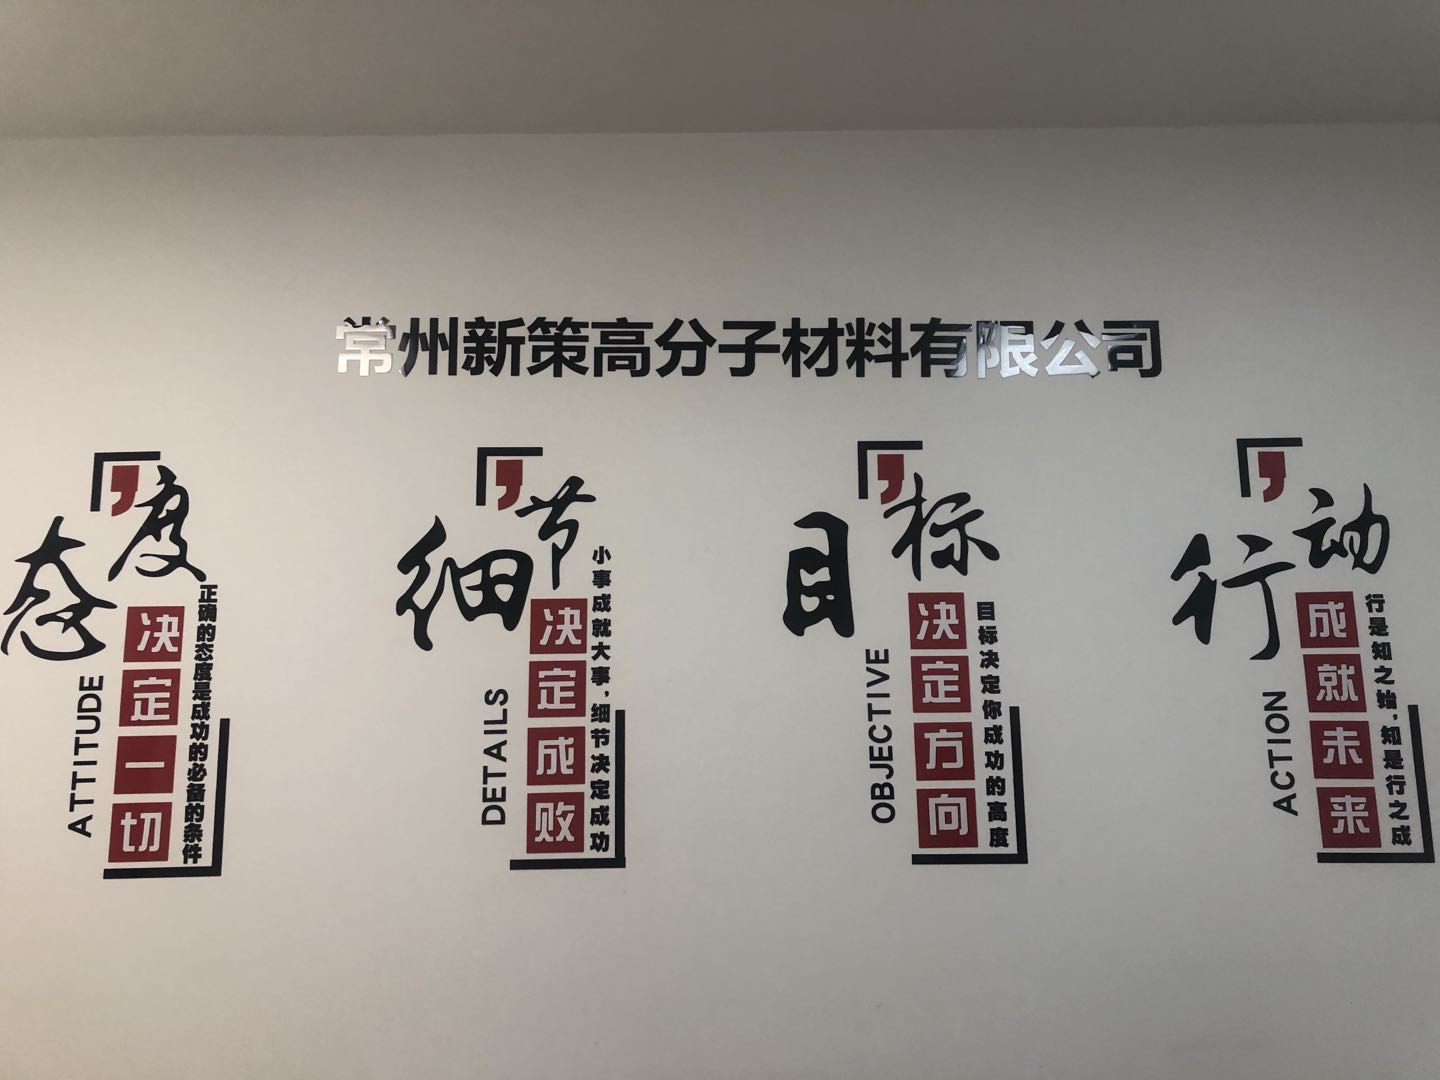 常州新策高分子材料有限公司
态度
决定一切
正确的态度是成功的必备的条件
ATTITUDE
细节
决定成败
小事成就大事,细节决定成功
DETAILS
目标
决定方向
目标决定你成功的高度
OBJECTIVE
行动
成就未来
行是知之始,知是行之成
ACTION